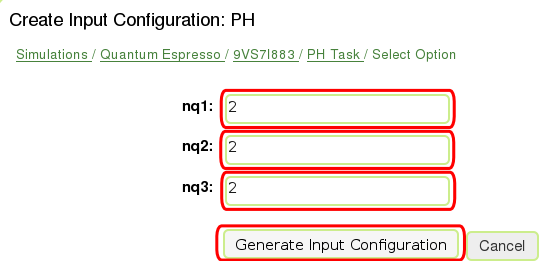 Create Input Configuration: PH
Simulations / Quantum Espresso / 9VS7I883 / PH Task / Select Option
nq1: 2
nq2: 2
nq3: 2
Generate Input Configuration Cancel